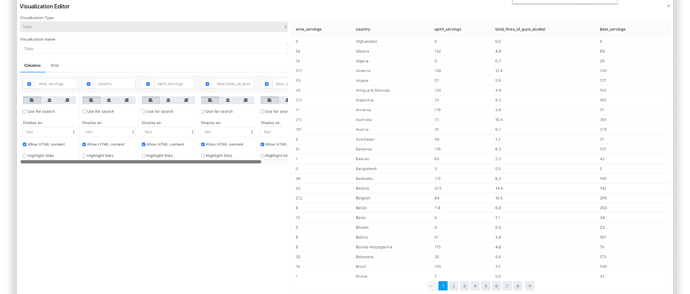 Visualization Editor
×
Visualization Type
Table
Visualization Name
Table
Columns Grid
wine_servings country spirit_servings total_litres_of_pure beer_s
Use for search Use for search Use for search Use for search Use for
Display as: Display as: Display as: Display as: Display as:
Text Text Text Text Text
Allow HTML content Allow HTML content Allow HTML content Allow HTML content Allow HTML
Highlight links Highlight links Highlight links Highlight links Highlight
wine_servings country spirit_servings total_litres_of_pure_alcohol beer_servings
0 Afghanistan 0 0.0 0
54 Albania 132 4.9 89
14 Algeria 0 0.7 25
312 Andorra 138 12.4 245
45 Angola 57 5.9 217
45 Antigua & Barbuda 128 4.9 102
221 Argentina 25 8.3 193
11 Armenia 179 3.8 21
212 Australia 72 10.4 261
191 Austria 75 9.7 279
5 Azerbaijan 46 1.3 21
51 Bahamas 176 6.3 122
7 Bahrain 63 2.0 42
0 Bangladesh 0 0.0 0
36 Barbados 173 6.3 143
42 Belarus 373 14.4 142
212 Belgium 84 10.5 295
8 Belize 114 6.8 263
13 Benin 4 1.1 34
0 Bhutan 0 0.4 23
8 Bolivia 41 3.8 167
8 Bosnia-Herzegovina 173 4.6 76
35 Botswana 35 5.4 173
16 Brazil 145 7.2 245
1 Brunei 2 0.6 31
< 1 2 3 4 5 6 7 8 >